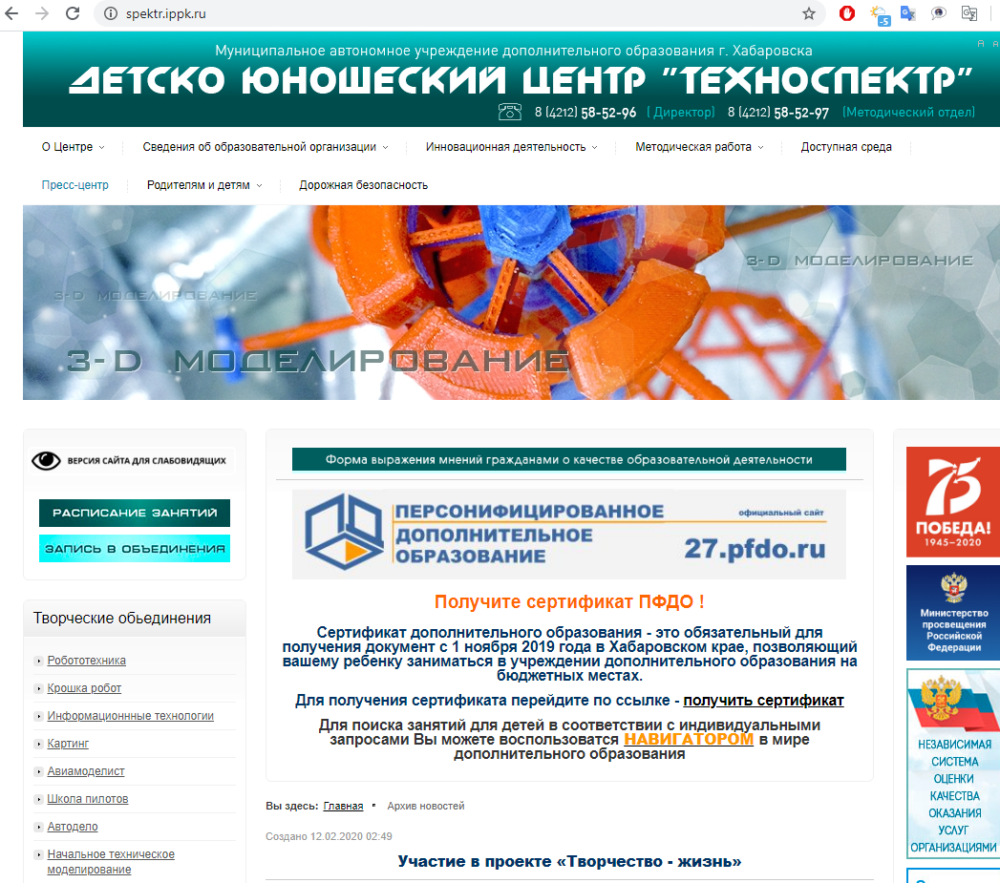 spektr.ippk.ru
-5
Муниципальное автономное учреждение дополнительного образования г. Хабаровска
ДЕТСКО ЮНОШЕСКИЙ ЦЕНТР "ТЕХНОСПЕКТР"
8 (4212) 58-52-96 ( Директор) 8 (4212) 58-52-97 (Методический отдел)
О Центре
Сведения об образовательной организации
Инновационная деятельность
Методическая работа
Доступная среда
Пресс-центр
Родителям и детям
Дорожная безопасность
3-D МОДЕЛИРОВАНИЕ
3-D МОДЕЛИРОВАНИЕ
3-D МОДЕЛИРОВАНИЕ
ВЕРСИЯ САЙТА ДЛЯ СЛАБОВИДЯЩИХ
РАСПИСАНИЕ ЗАНЯТИЙ
ЗАПИСЬ В ОБЪЕДИНЕНИЯ
Творческие обьединения
Робототехника
Крошка робот
Информационнные технологии
Картинг
Авиамоделист
Школа пилотов
Автодело
Начальное техническое
моделирование
Форма выражения мнений гражданами о качестве образовательной деятельности
ПЕРСОНИФИЦИРОВАННОЕ
ДОПОЛНИТЕЛЬНОЕ
ОБРАЗОВАНИЕ
официальный сайт
27.pfdo.ru
Получите сертификат ПФДО !
Сертификат дополнительного образования - это обязательный для
получения документ с 1 ноября 2019 года в Хабаровском крае, позволяющий
вашему ребенку заниматься в учреждении дополнительного образования на
бюджетных местах.
Для получения сертификата перейдите по ссылке - получить сертификат
Для поиска занятий для детей в соответствии с индивидуальными
запросами Вы можете воспользоватся НАВИГАТОРОМ в мире
дополнительного образования
Вы здесь: Главная Архив новостей
Создано 12.02.2020 02:49
Участие в проекте «Творчество - жизнь»
75
ПОБЕДА!
1945–2020
Министерство
просвещения
Российской
Федерации
НЕЗАВИСИМАЯ
СИСТЕМА
ОЦЕНКИ
КАЧЕСТВА
ОКАЗАНИЯ
УСЛУГ
ОРГАНИЗАЦИЯМИ